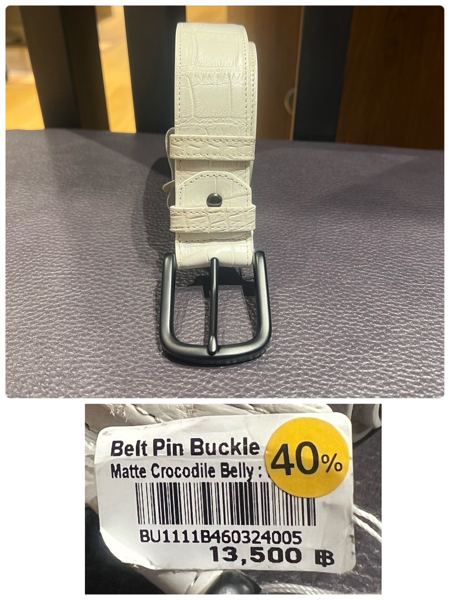 Belt Pin Buckle
40%
Matte Crocodile Belly :
BU1111B460324005
13,500 ฿